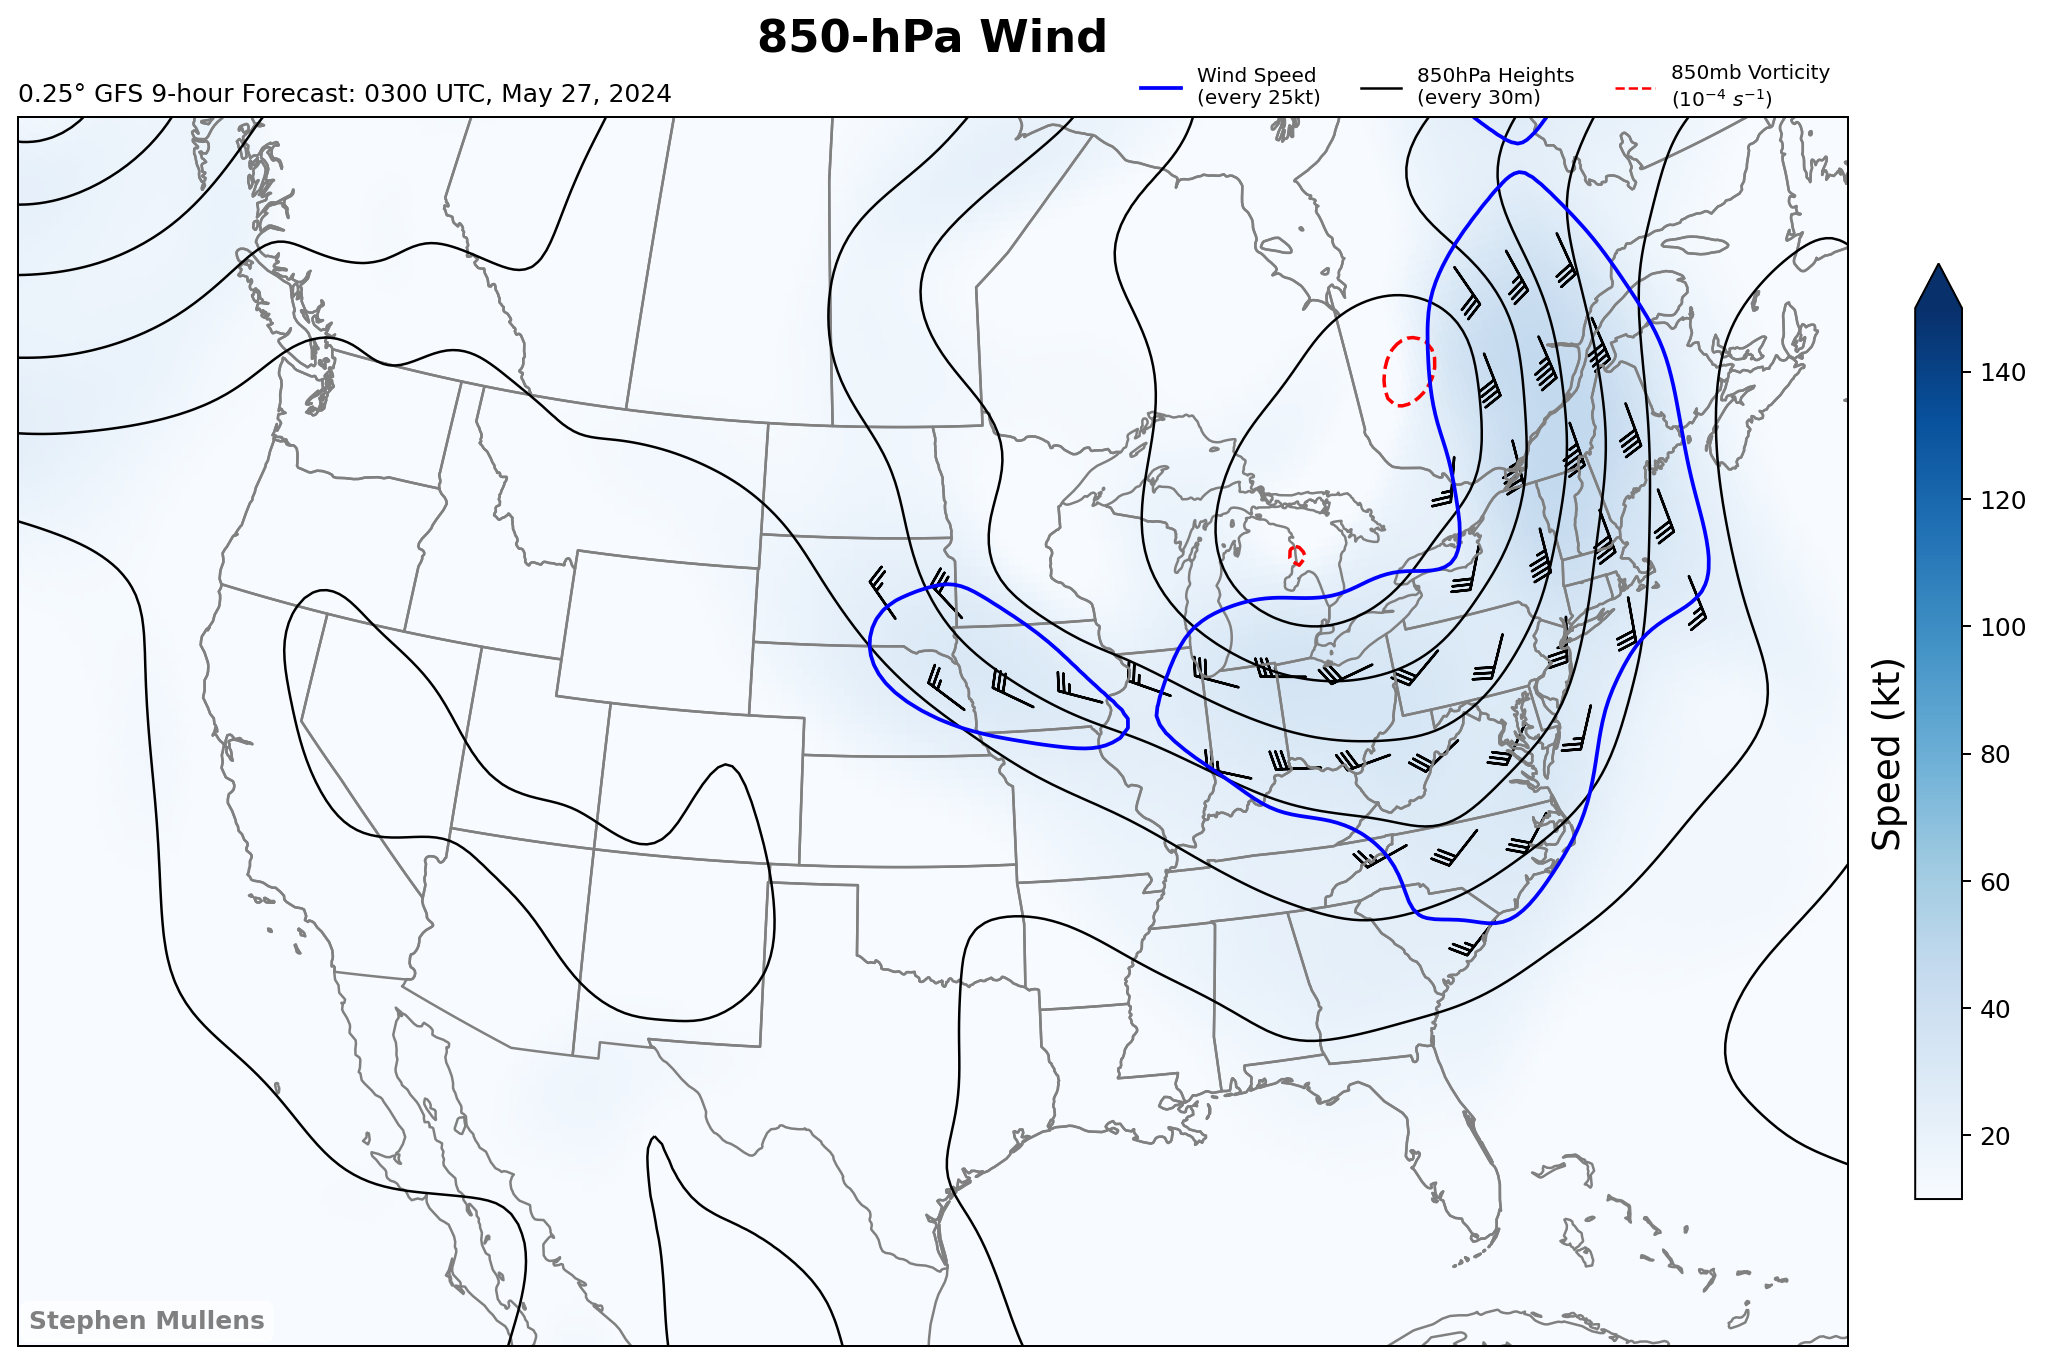 850-hPa Wind
0.25° GFS 9-hour Forecast: 0300 UTC, May 27, 2024
Wind Speed
(every 25kt)
850hPa Heights
(every 30m)
850mb Vorticity
(10⁻⁴ s⁻¹)
140
120
100
80
60
40
20
Speed (kt)
Stephen Mullens